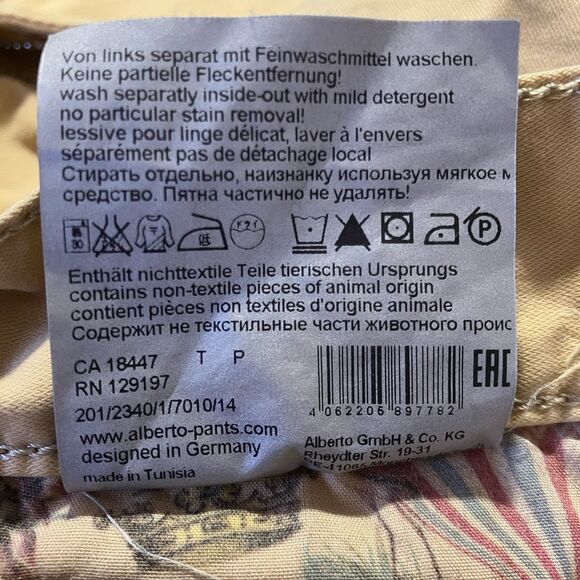 Von links separat mit Feinwaschmittel waschen.
Keine partielle Fleckentfernung!
wash separatly inside-out with mild detergent
no particular stain removal!
lessive pour linge délicat, laver à l'envers
séparément pas de détachage local
Стирать отдельно, наизнанку используя мягкое м
средство. Пятна частично не удалять!
30 P
Enthält nichttextile Teile tierischen Ursprungs
contains non-textile pieces of animal origin
contient pièces non textiles d'origine animale
Содержит не текстильные части животного проис
CA 18447 T P
RN 129197
201/2340/1/7010/14
4 062205 897782
EAC
www.alberto-pants.com
designed in Germany
made in Tunisia
Alberto GmbH & Co. KG
Rheydter Str. 19-31